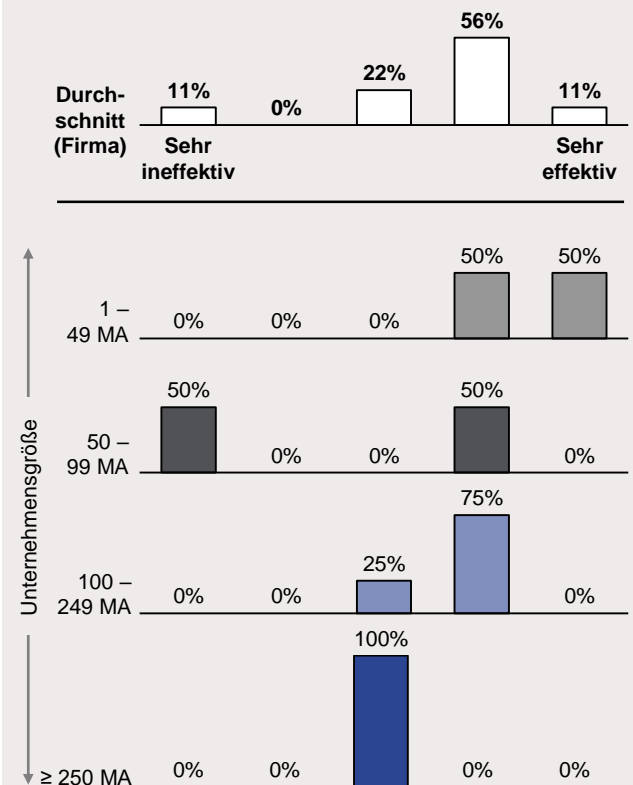 56%
22%
11%
0%
11%
Durch-
schnitt
(Firma)
Sehr
ineffektiv
Sehr
effektiv
Unternehmensgröße
50% 50%
1 –
49 MA
0% 0% 0%
50% 50%
50 –
99 MA
0% 0% 0%
75%
25%
100 –
249 MA
0% 0% 0%
100%
≥ 250 MA 0% 0% 0% 0%